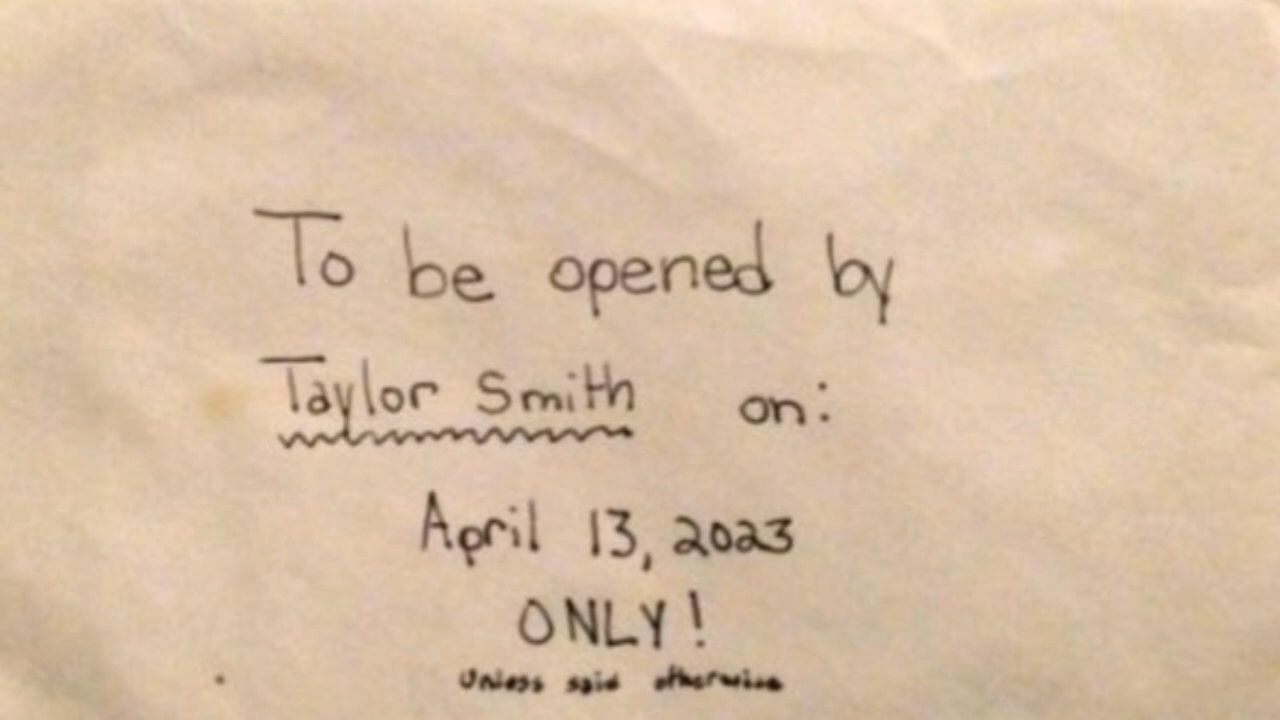 To be opened by
Taylor Smith on:
April 13, 2023
ONLY!
Unless said otherwise